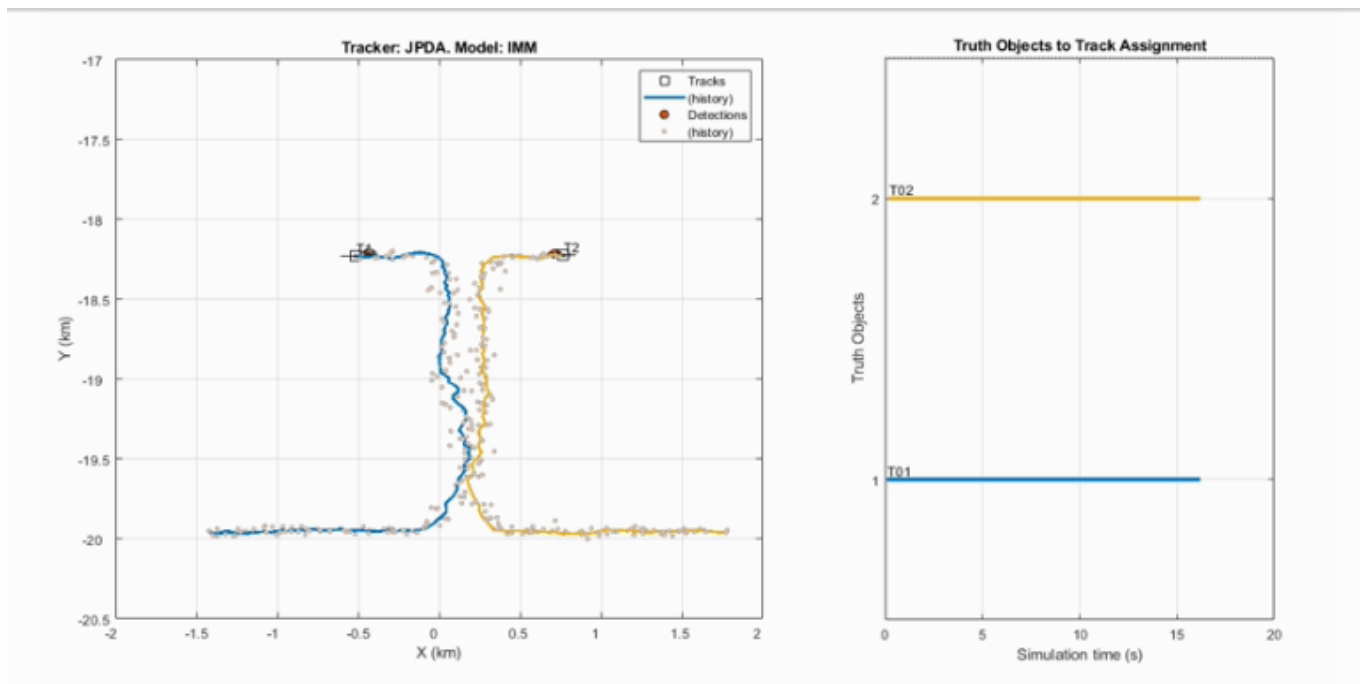 Tracker: JPDA. Model: IMM
-17
-17.5
-18
-18.5
-19
-19.5
-20
-20.5
Y (km)
-2
-1.5
-1
-0.5
0
0.5
1
1.5
2
X (km)
Tracks
(history)
Detections
(history)
T2
Truth Objects to Track Assignment
2
1
Truth Objects
T02
T01
0
5
10
15
20
Simulation time (s)